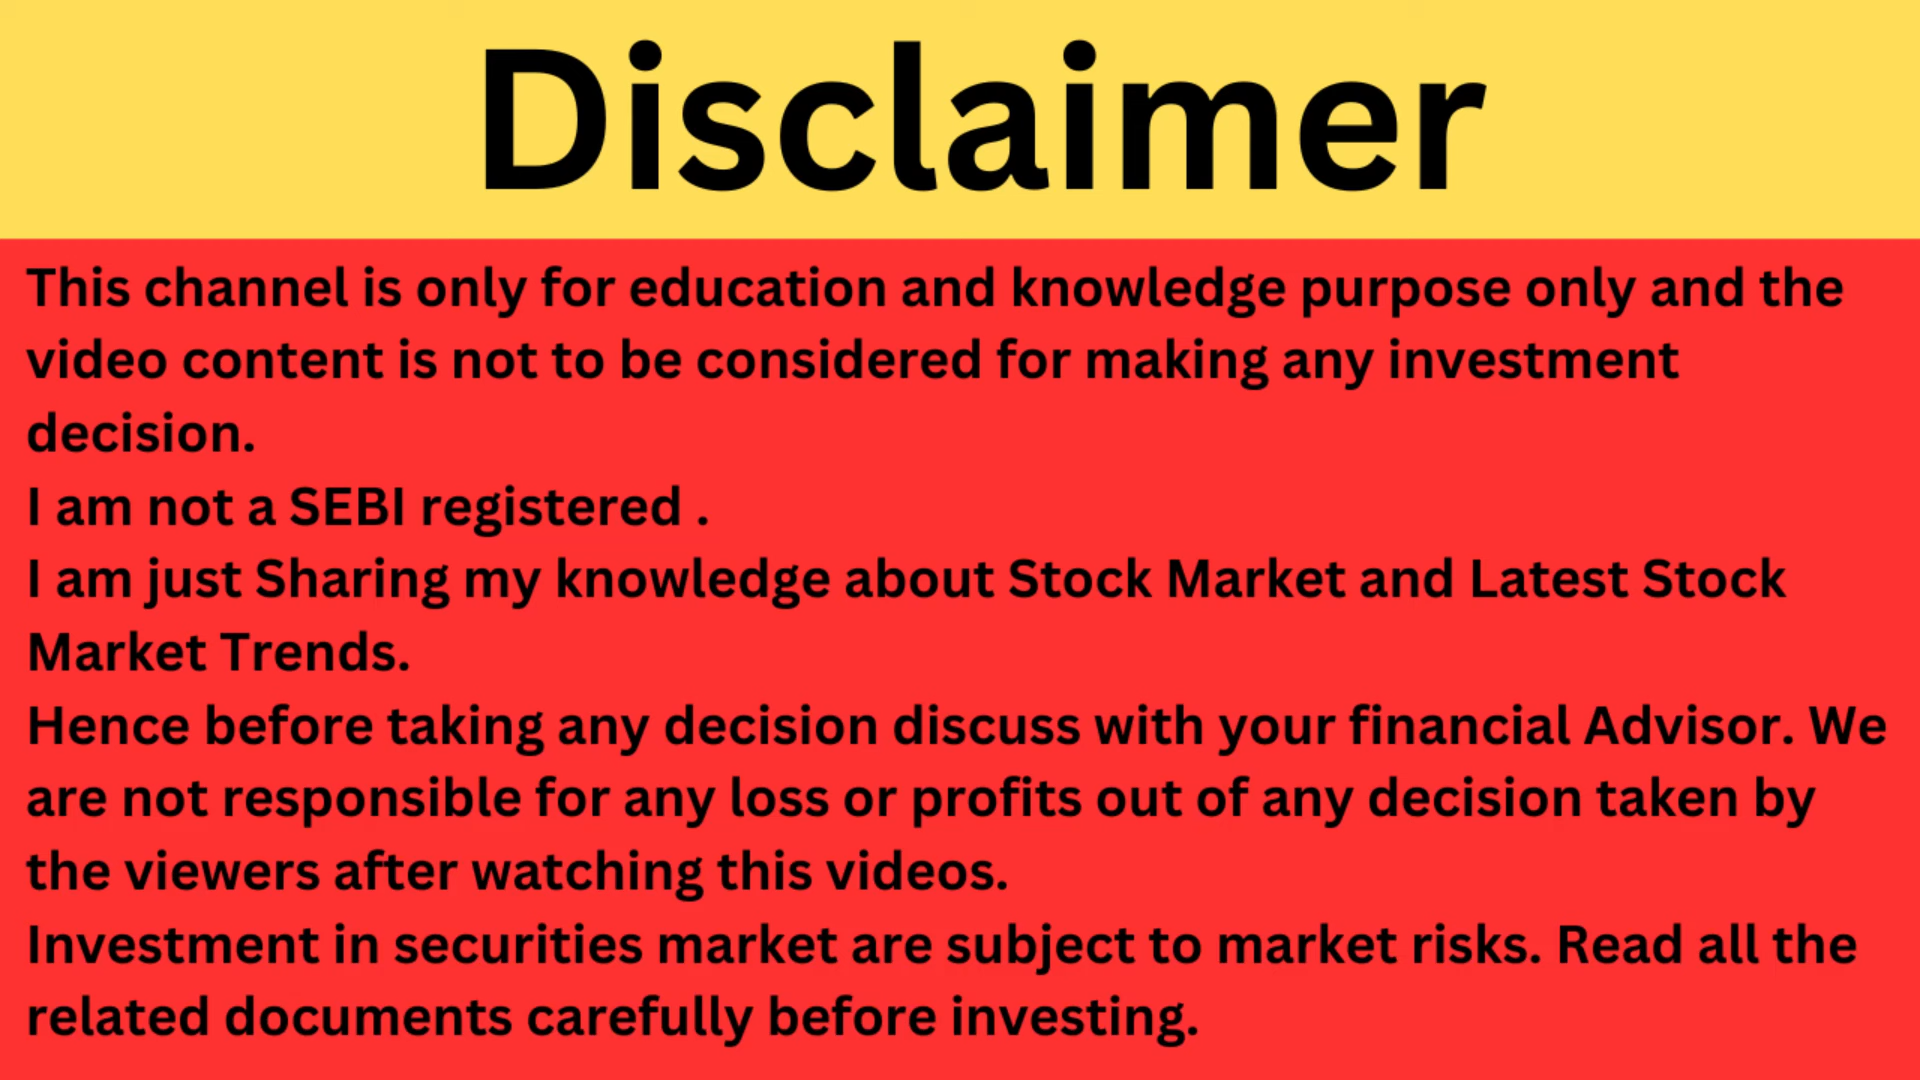 Disclaimer
This channel is only for education and knowledge purpose only and the
video content is not to be considered for making any investment
decision.
I am not a SEBI registered .
I am just Sharing my knowledge about Stock Market and Latest Stock
Market Trends.
Hence before taking any decision discuss with your financial Advisor. We
are not responsible for any loss or profits out of any decision taken by
the viewers after watching this videos.
Investment in securities market are subject to market risks. Read all the
related documents carefully before investing.